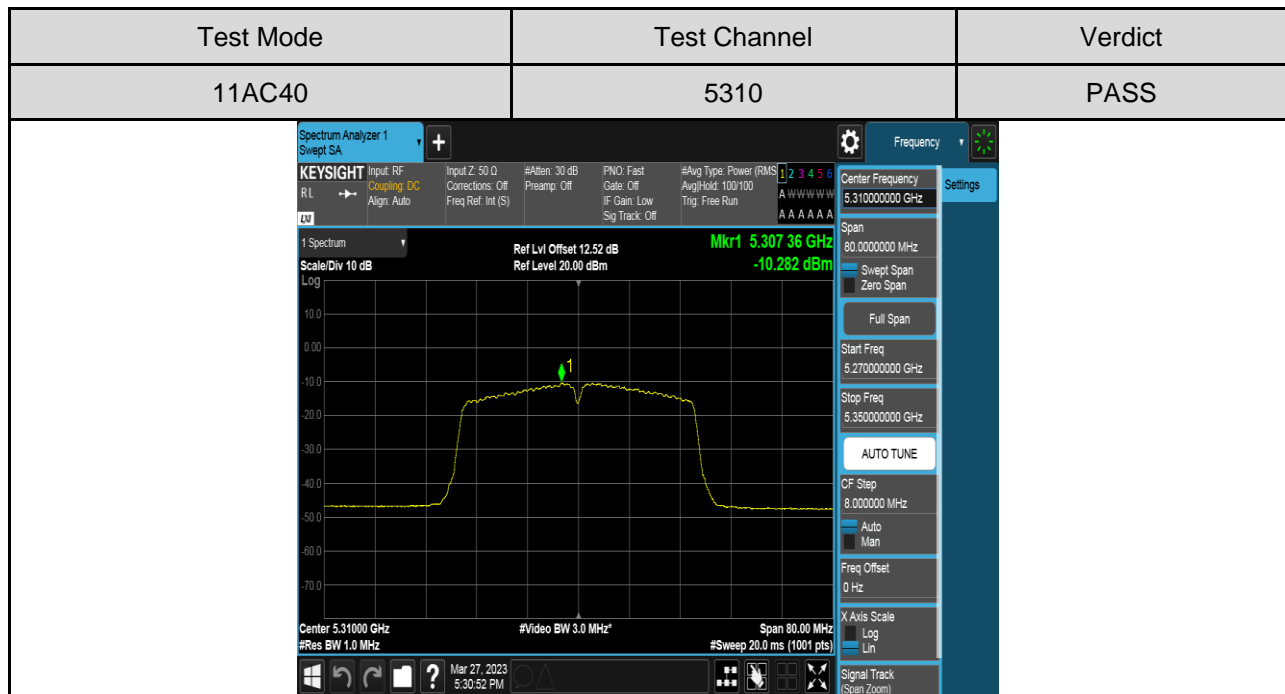 Test Mode Test Channel Verdict
11AC40 5310 PASS
Spectrum Analyzer 1
Swept SA
+
Frequency
KEYSIGHT Input: RF Input Z: 50 Ω #Atten: 30 dB PNO: Fast #Avg Type: Power (RMS 1 2 3 4 5 6
RL Coupling: DC Corrections: Off Preamp: Off Gate: Off Avg|Hold: 100/100 A W W W W W
Align: Auto Freq Ref: Int (S) IF Gain: Low Trig: Free Run
LXI Sig Track: Off A A A A A A
1 Spectrum Ref Lvl Offset 12.52 dB Mkr1 5.307 36 GHz
Scale/Div 10 dB Ref Level 20.00 dBm -10.282 dBm
Log
10.0
0.00
-10.0
-20.0
-30.0
-40.0
-50.0
-60.0
-70.0
1
Center 5.31000 GHz #Video BW 3.0 MHz* Span 80.00 MHz
#Res BW 1.0 MHz #Sweep 20.0 ms (1001 pts)
? Mar 27, 2023
5:30:52 PM
Center Frequency
5.310000000 GHz
Settings
Span
80.0000000 MHz
Swept Span
Zero Span
Full Span
Start Freq
5.270000000 GHz
Stop Freq
5.350000000 GHz
AUTO TUNE
CF Step
8.000000 MHz
Auto
Man
Freq Offset
0 Hz
X Axis Scale
Log
Lin
Signal Track
(Span Zoom)